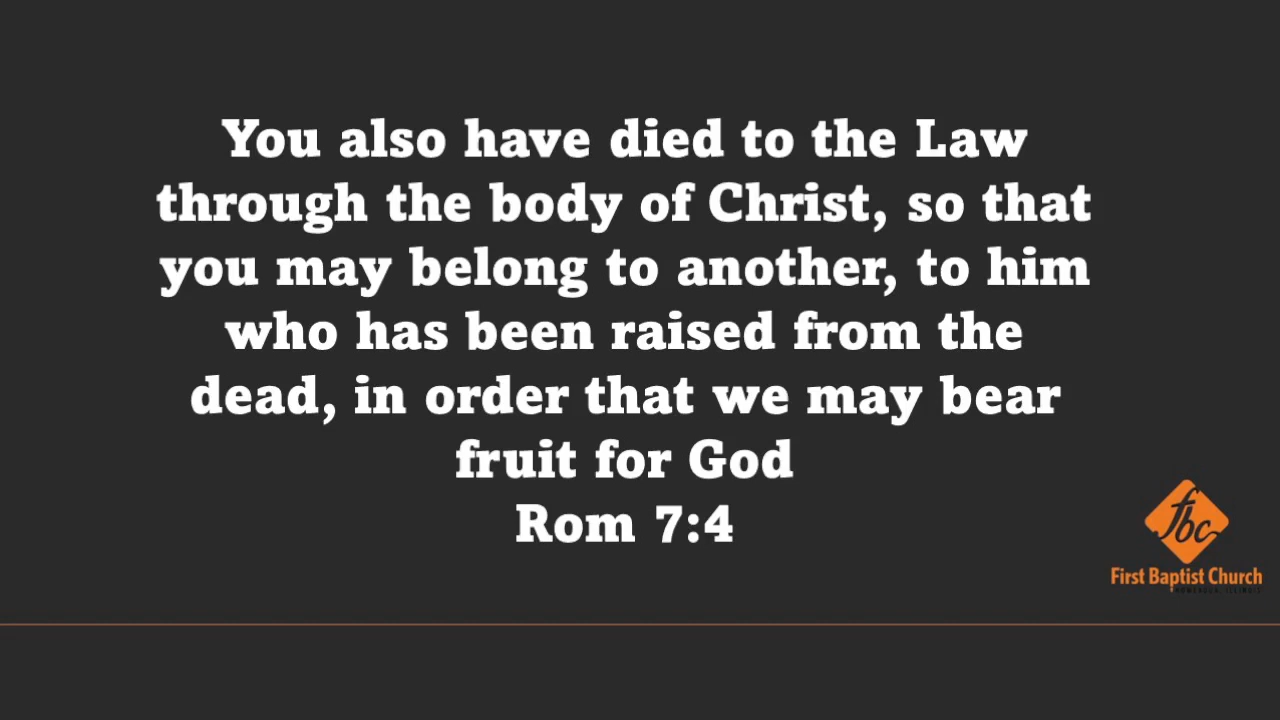 You also have died to the Law
through the body of Christ, so that
you may belong to another, to him
who has been raised from the
dead, in order that we may bear
fruit for God
Rom 7:4
fbc
First Baptist Church